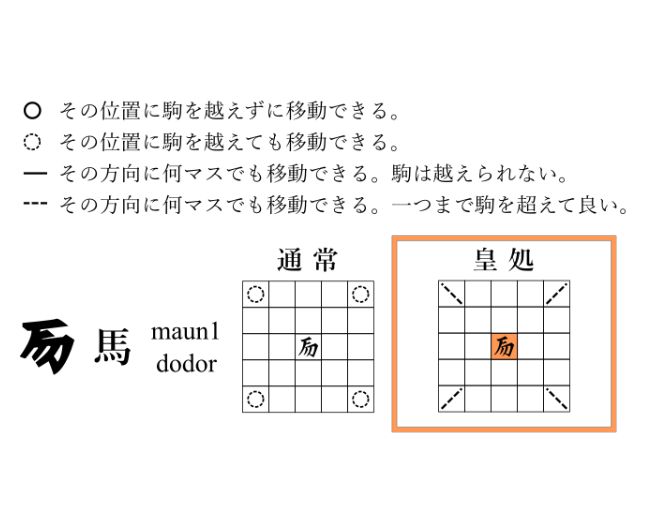 その位置に駒を越えずに移動できる。
その位置に駒を越えても移動できる。
その方向に何マスでも移動できる。駒は越えられない。
その方向に何マスでも移動できる。一つまで駒を超えて良い。
通常
皇処
馬
maun1
dodor